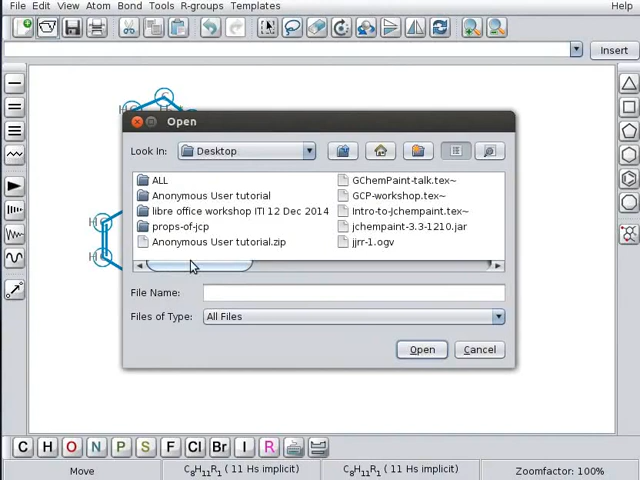 File Edit View Atom Bond Tools R-groups Templates Help
Insert
Open
Look In: Desktop
ALL
Anonymous User tutorial
libre office workshop ITI 12 Dec 2014
props-of-jcp
Anonymous User tutorial.zip
GChemPaint-talk.tex~
GCP-workshop.tex~
Intro-to-jchempaint.tex~
jchempaint-3.3-1210.jar
jjrr-1.ogv
File Name:
Files of Type: All Files
Open Cancel
C H O N P S F Cl Br I R
Move C8H11R1 ( 11 Hs implicit) C8H11R1 ( 11 Hs implicit) Zoomfactor: 100%